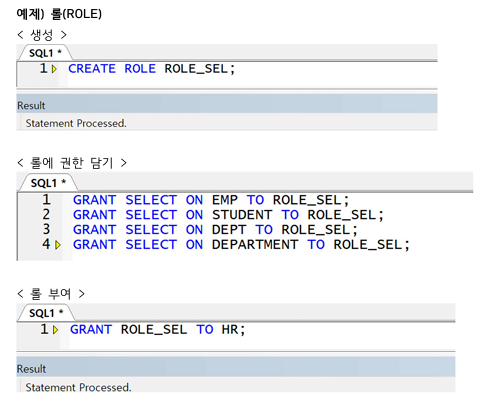 예제) 롤(ROLE)
< 생성 >
SQL1 *
1 CREATE ROLE ROLE_SEL;
Result
Statement Processed.
< 롤에 권한 담기 >
SQL1 *
1 GRANT SELECT ON EMP TO ROLE_SEL;
2 GRANT SELECT ON STUDENT TO ROLE_SEL;
3 GRANT SELECT ON DEPT TO ROLE_SEL;
4 GRANT SELECT ON DEPARTMENT TO ROLE_SEL;
< 롤 부여 >
SQL1 *
1 GRANT ROLE_SEL TO HR;
Result
Statement Processed.